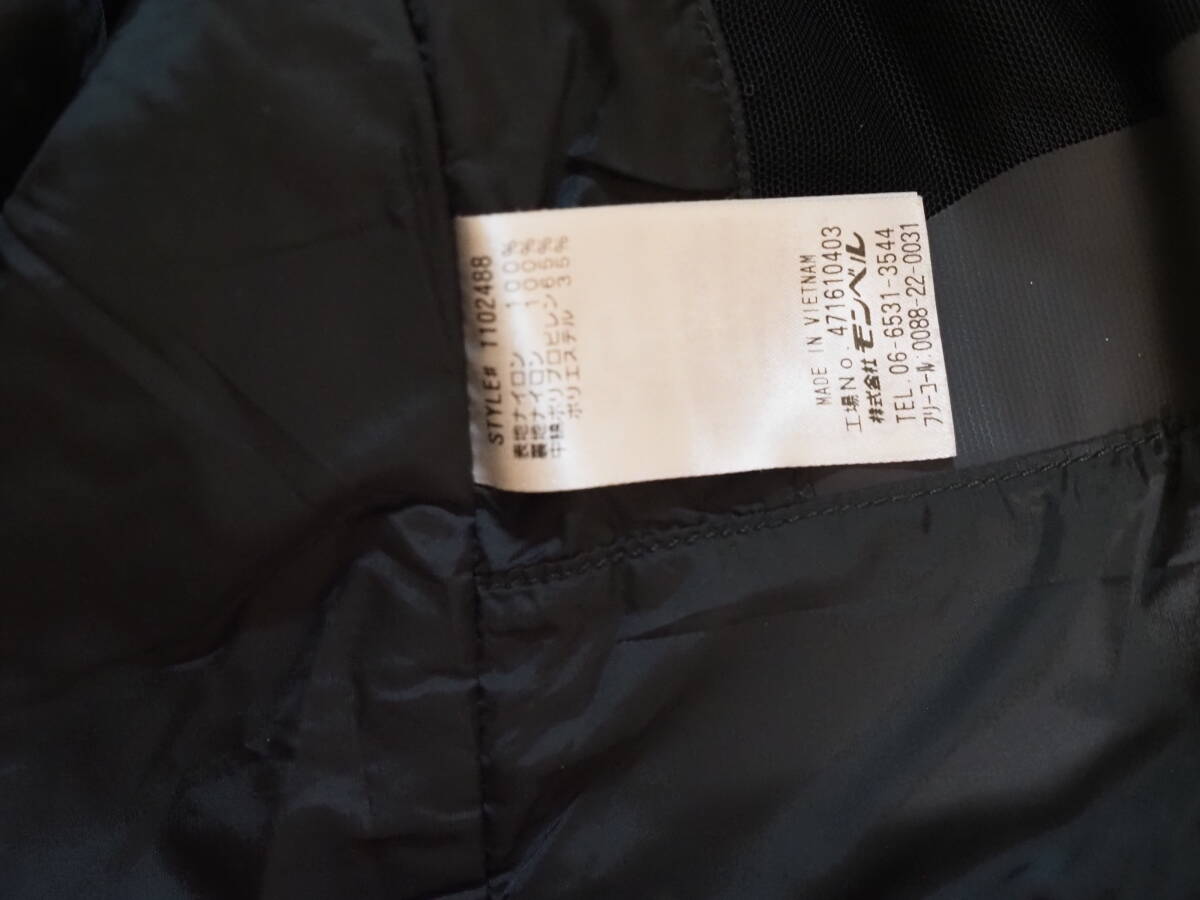 STYLE# 1102488
表地ナイロン 100%
裏地ナイロン 100%
中綿ポリプロピレン 65%
ポリエステル 35%
MADE IN VIETNAM
工場No. 471610403
株式会社 モンベル
TEL.06-6531-3544
フリーコール.0088-22-0031